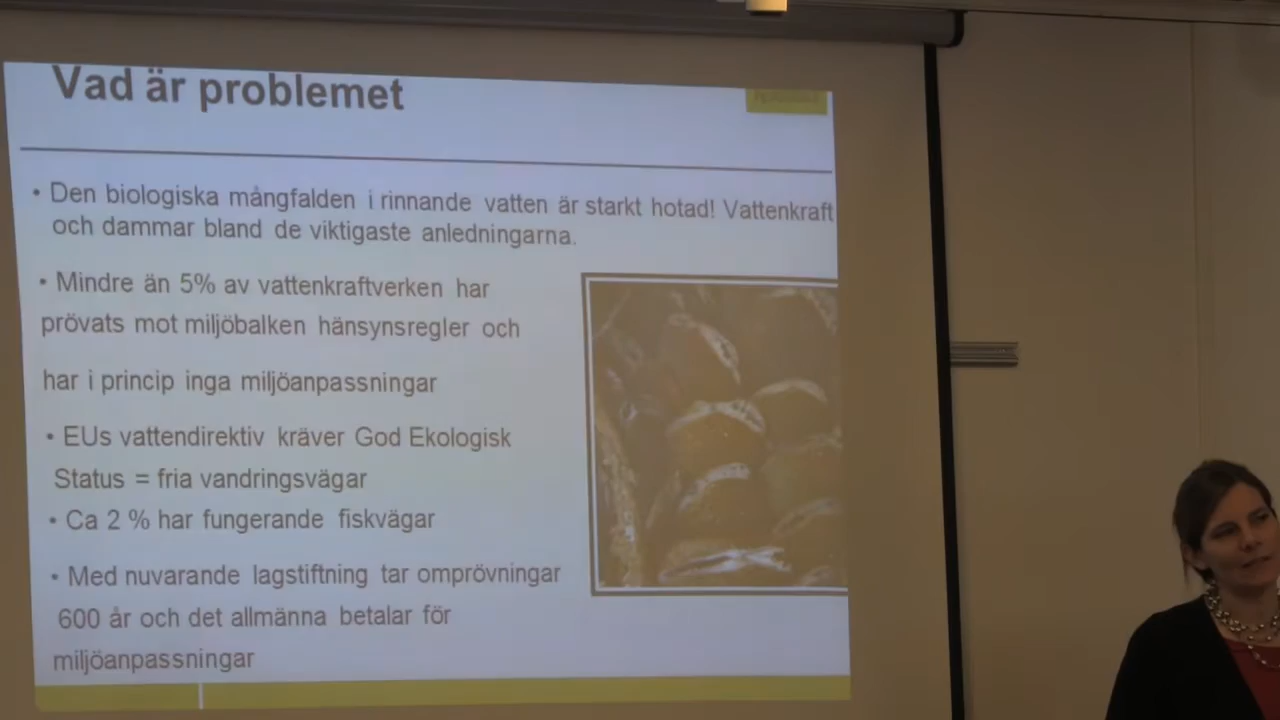 Vad är problemet
• Den biologiska mångfalden i rinnande vatten är starkt hotad! Vattenkraft
och dammar bland de viktigaste anledningarna.
• Mindre än 5% av vattenkraftverken har
prövats mot miljöbalken hänsynsregler och
har i princip inga miljöanpassningar
• EUs vattendirektiv kräver God Ekologisk
Status = fria vandringsvägar
• Ca 2 % har fungerande fiskvägar
• Med nuvarande lagstiftning tar omprövningar
600 år och det allmänna betalar för
miljöanpassningar